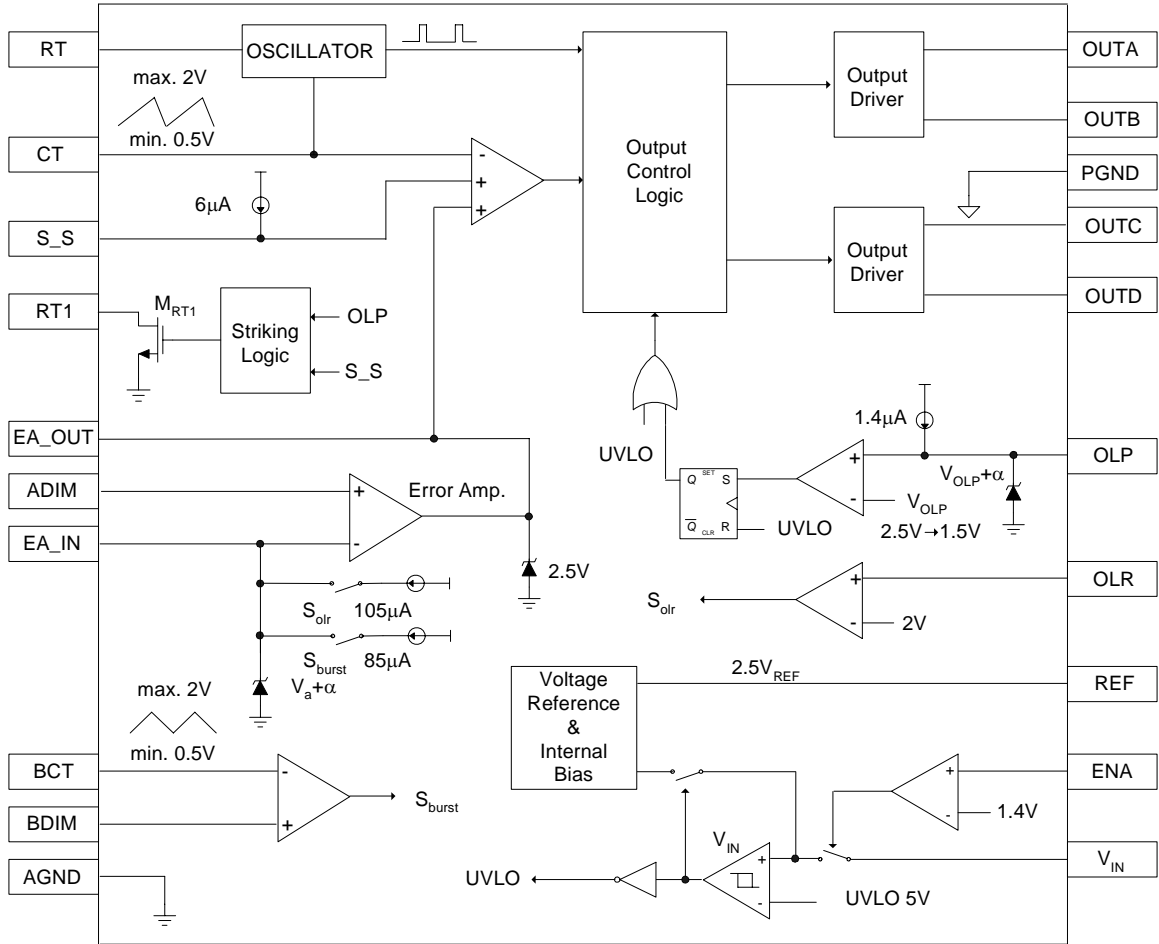 RT
OSCILLATOR
max. 2V
min. 0.5V
CT
6μA
S_S
RT1
M_RT1
Striking
Logic
OLP
S_S
EA_OUT
ADIM
EA_IN
+
-
Error Amp.
2.5V
S_olr
105μA
S_burst
85μA
V_a+α
max. 2V
min. 0.5V
BCT
BDIM
AGND
-
+
S_burst
-
+
+
Output
Control
Logic
Output
Driver
Output
Driver
OUTA
OUTB
PGND
OUTC
OUTD
UVLO
Q SET S
Q CLR R
UVLO
1.4μA
+
-
V_OLP+α
V_OLP
2.5V→1.5V
OLP
OLR
S_olr
+
-
2V
Voltage
Reference
&
Internal
Bias
2.5V_REF
REF
ENA
+
-
1.4V
V_IN
V_IN
+
-
UVLO
UVLO 5V